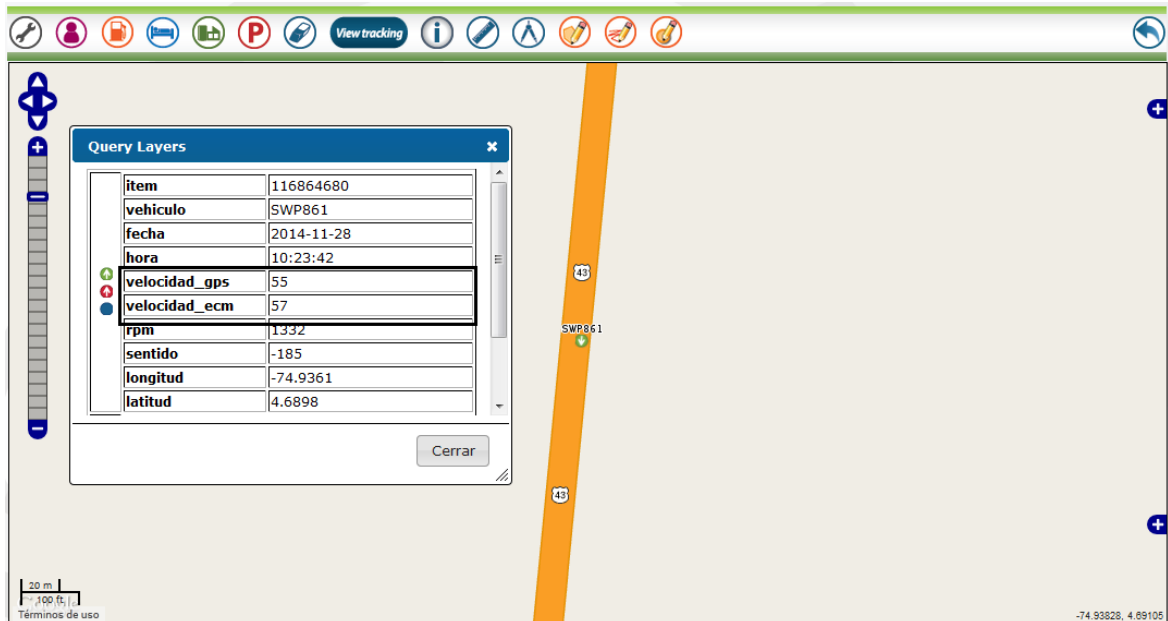 P View tracking i
Query Layers x
item 116864680
vehiculo SWP861
fecha 2014-11-28
hora 10:23:42
velocidad_gps 55
velocidad_ecm 57
rpm 1332
sentido -185
longitud -74.9361
latitud 4.6898
Cerrar
43
SWP861
43
20 m
100 ft
Términos de uso
-74.93828, 4.69105